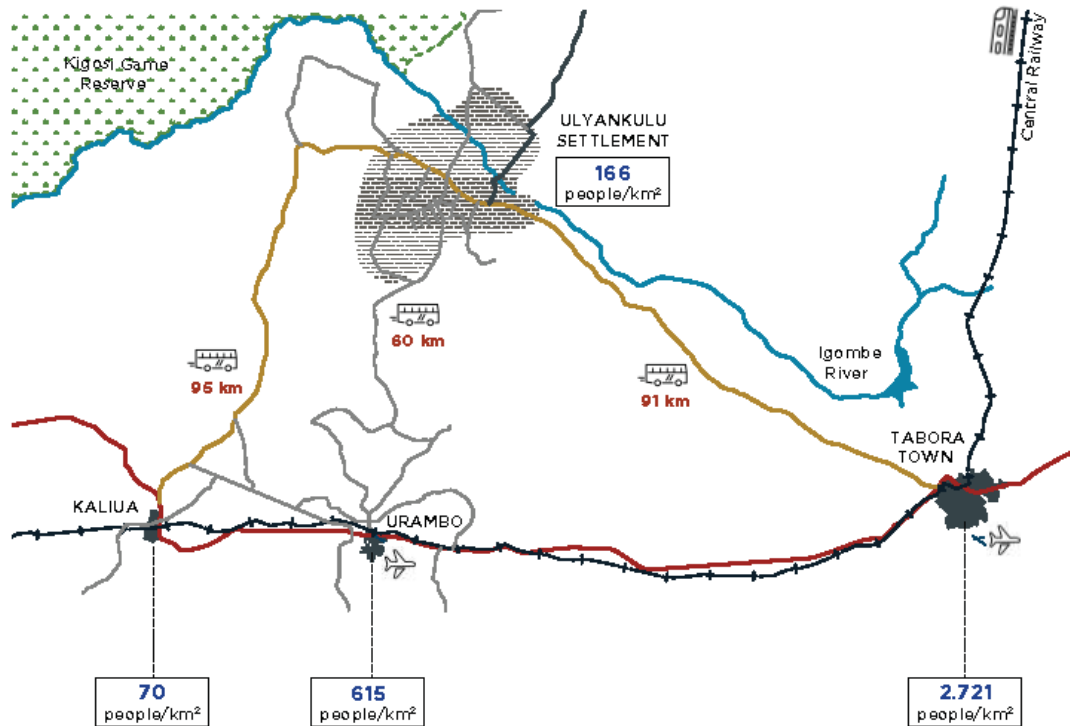 Kigosi Game
Reserve
Central Railway
ULYANKULU
SETTLEMENT
166
people/km²
60 km
95 km
91 km
Igombe
River
TABORA
TOWN
KALIUA
URAMBO
70
people/km²
615
people/km²
2.721
people/km²